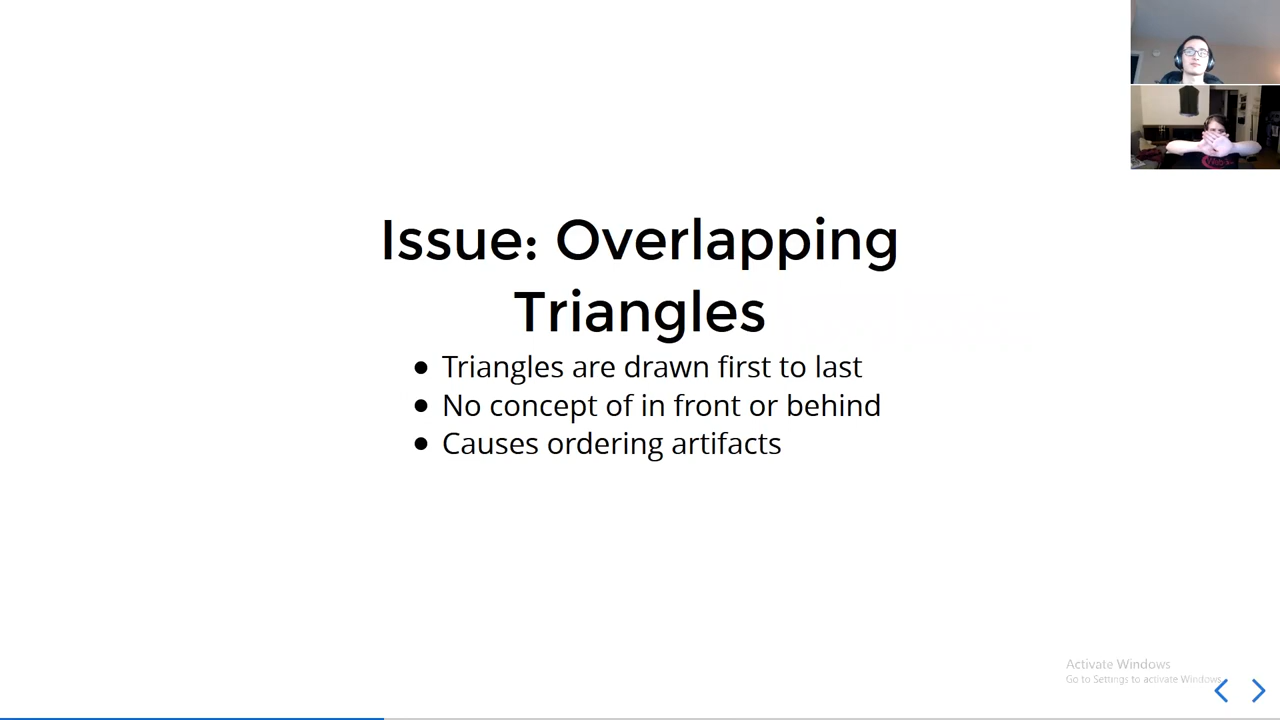 Issue: Overlapping
Triangles
Triangles are drawn first to last
No concept of in front or behind
Causes ordering artifacts
Activate Windows
Go to Settings to activate Windows.